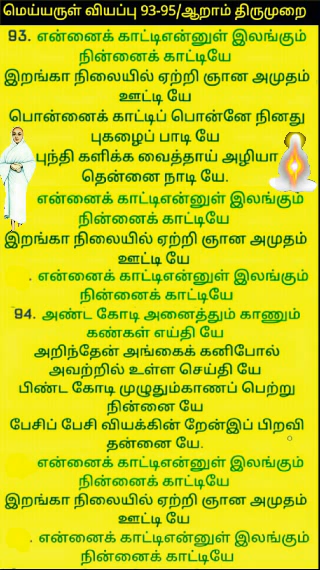 மெய்யருள் வியப்பு 93-95/ஆறாம் திருமுறை
93. என்னைக் காட்டிஎன்னுள் இலங்கும்
நின்னைக் காட்டியே
இறங்கா நிலையில் ஏற்றி ஞான அமுதம்
ஊட்டி யே
பொன்னைக் காட்டிப் பொன்னே நினது
புகழைப் பாடி யே
புந்தி களிக்க வைத்தாய் அழியா
தென்னை நாடி யே.
என்னைக் காட்டிஎன்னுள் இலங்கும்
நின்னைக் காட்டியே
இறங்கா நிலையில் ஏற்றி ஞான அமுதம்
ஊட்டி யே
. என்னைக் காட்டிஎன்னுள் இலங்கும்
நின்னைக் காட்டியே
94. அண்ட கோடி அனைத்தும் காணும்
கண்கள் எய்தி யே
அறிந்தேன் அங்கைக் கனிபோல்
அவற்றில் உள்ள செய்தி யே
பிண்ட கோடி முழுதும்காணப் பெற்று
நின்னை யே
பேசிப் பேசி வியக்கின் றேன்இப் பிறவி
தன்னை யே.
என்னைக் காட்டிஎன்னுள் இலங்கும்
நின்னைக் காட்டியே
இறங்கா நிலையில் ஏற்றி ஞான அமுதம்
ஊட்டி யே
. என்னைக் காட்டிஎன்னுள் இலங்கும்
நின்னைக் காட்டியே